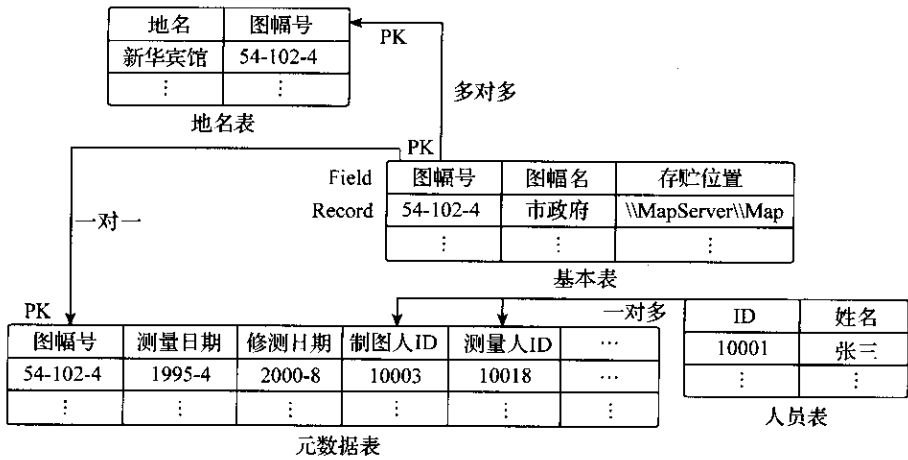 地名 图幅号
新华宾馆 54-102-4
⋮ ⋮
地名表
PK
多对多
PK
Field 图幅号 图幅名 存贮位置
Record 54-102-4 市政府 \\MapServer\\Map
⋮ ⋮ ⋮
基本表
一对一
PK
一对多
图幅号 测量日期 修测日期 制图人ID 测量人ID …
54-102-4 1995-4 2000-8 10003 10018 …
⋮ ⋮ ⋮ ⋮ ⋮ ⋮
元数据表
ID 姓名
10001 张三
⋮ ⋮
人员表